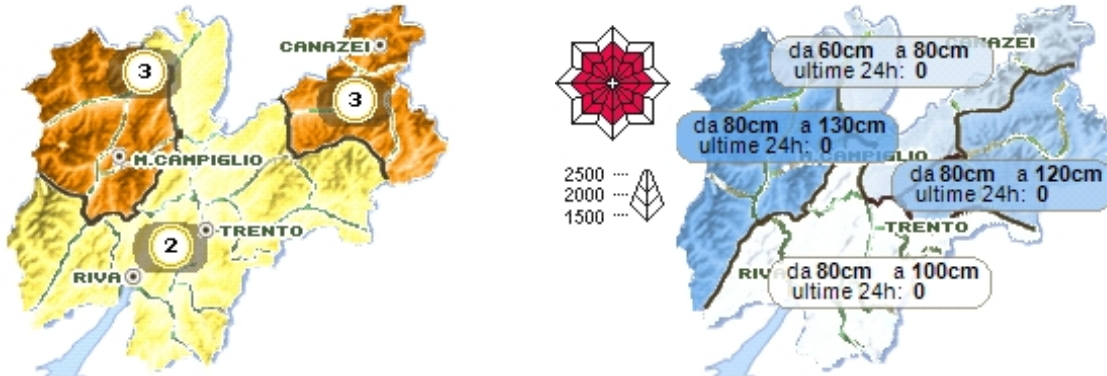 CANAZEI
3
3
M.CAMPIGLIO
2
TRENTO
RIVA
2500
2000
1500
CANAZEI
da 60cm a 80cm
ultime 24h: 0
da 80cm a 130cm
ultime 24h: 0
M.CAMPIGLIO
da 80cm a 120cm
ultime 24h: 0
TRENTO
RIVA
da 80cm a 100cm
ultime 24h: 0